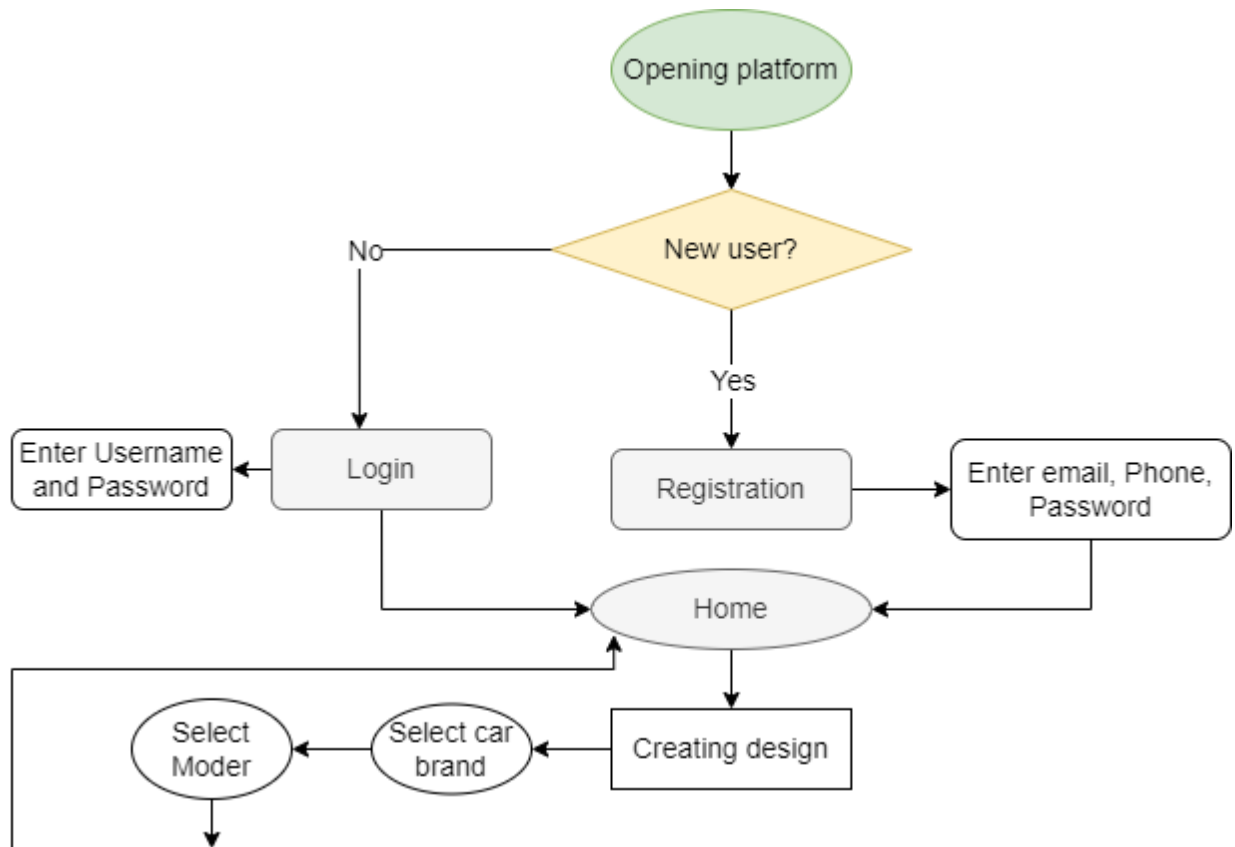 Opening platform
New user?
No
Yes
Enter Username
and Password
Login
Registration
Enter email, Phone,
Password
Home
Select
Moder
Select car
brand
Creating design